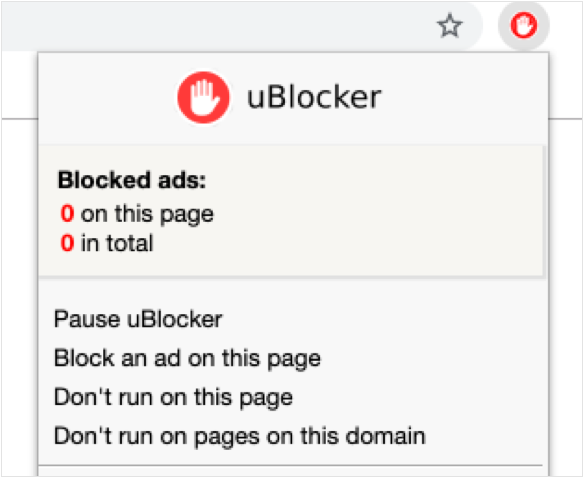 uBlocker
Blocked ads:
0 on this page
0 in total
Pause uBlocker
Block an ad on this page
Don't run on this page
Don't run on pages on this domain